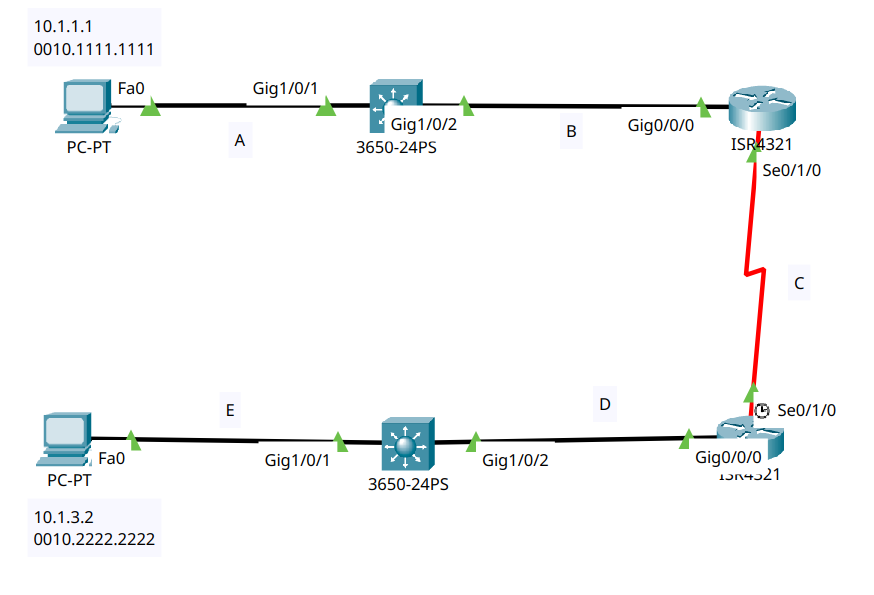 10.1.1.1
0010.1111.1111
Fa0
Gig1/0/1
Gig1/0/2
Gig0/0/0
A
B
PC-PT
3650-24PS
ISR4321
Se0/1/0
C
E
D
Se0/1/0
Fa0
Gig1/0/1
Gig1/0/2
Gig0/0/0
PC-PT
3650-24PS
ISR4321
10.1.3.2
0010.2222.2222